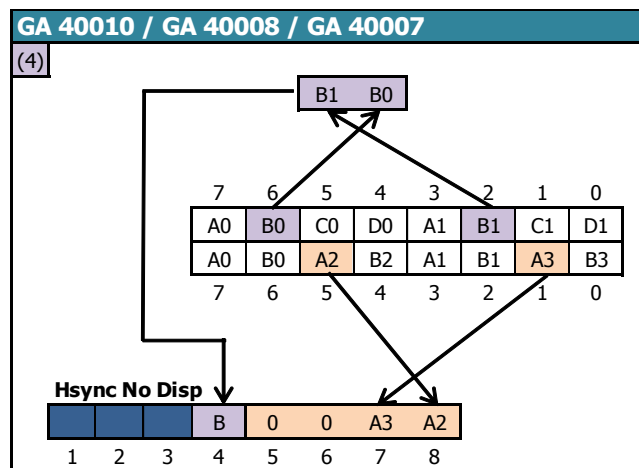 GA 40010 / GA 40008 / GA 40007
(4)
B1 B0
7 6 5 4 3 2 1 0
A0 B0 C0 D0 A1 B1 C1 D1
A0 B0 A2 B2 A1 B1 A3 B3
7 6 5 4 3 2 1 0
Hsync No Disp
B 0 0 A3 A2
1 2 3 4 5 6 7 8